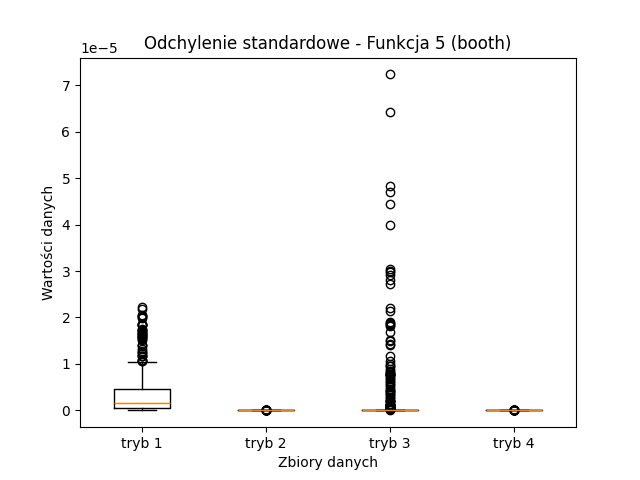 Odchylenie standardowe - Funkcja 5 (booth)
1e−5
7
6
5
4
3
2
1
0
Wartości danych
tryb 1 tryb 2 tryb 3 tryb 4
Zbiory danych